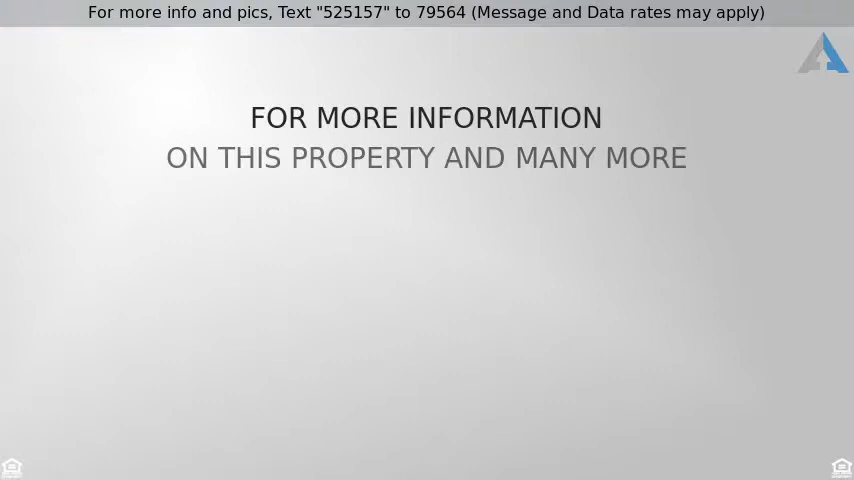 For more info and pics, Text "525157" to 79564 (Message and Data rates may apply)
FOR MORE INFORMATION
ON THIS PROPERTY AND MANY MORE